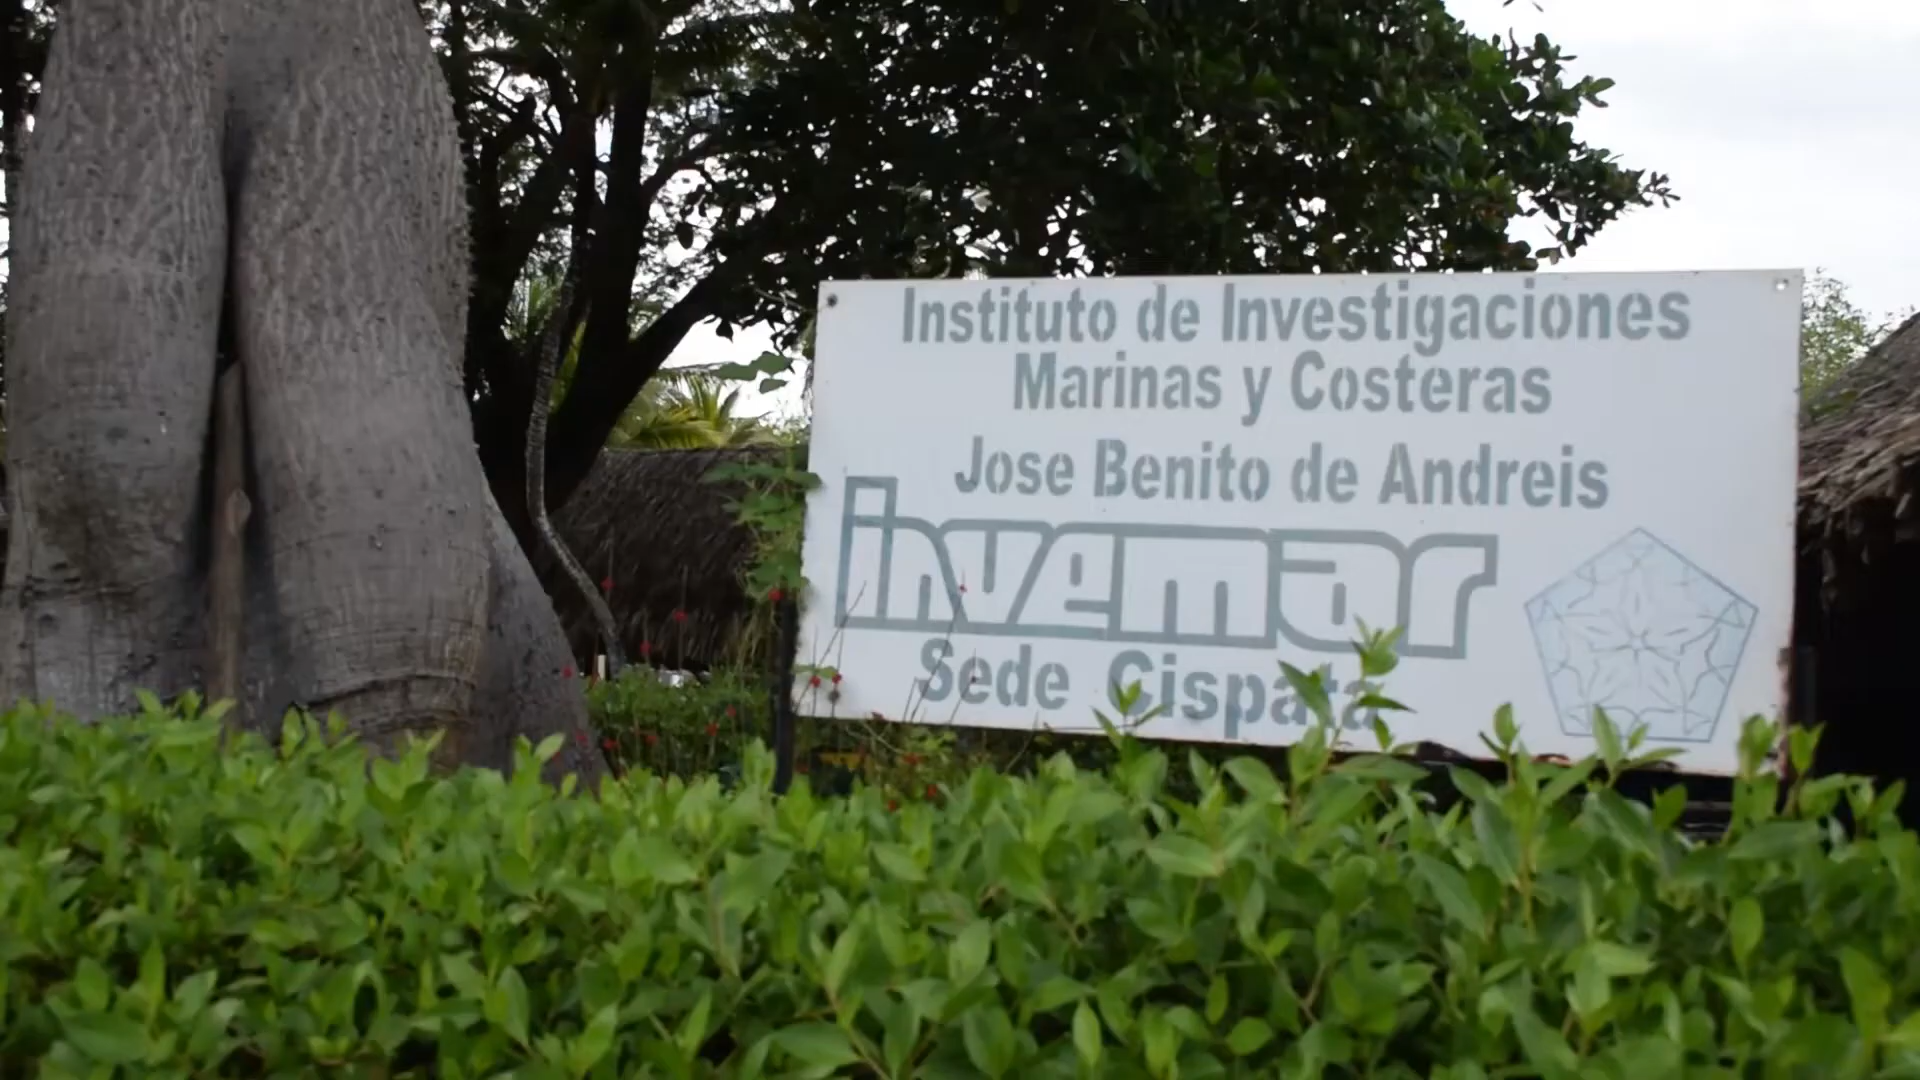 Instituto de Investigaciones
Marinas y Costeras
Jose Benito de Andreis
invemar
Sede Cispata